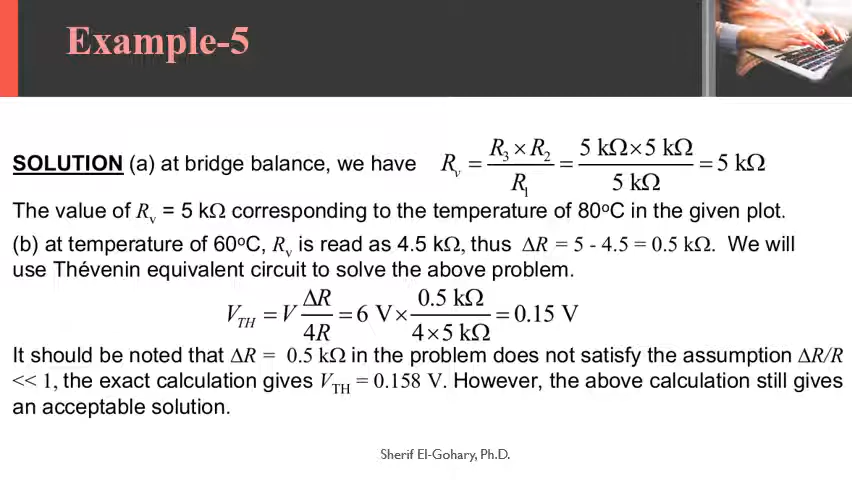 Example-5
SOLUTION (a) at bridge balance, we have R_v = (R_3 × R_2) / R_1 = (5 kΩ×5 kΩ) / (5 kΩ) = 5 kΩ
The value of R_v = 5 kΩ corresponding to the temperature of 80°C in the given plot.
(b) at temperature of 60°C, R_v is read as 4.5 kΩ, thus ΔR = 5 - 4.5 = 0.5 kΩ. We will
use Thévenin equivalent circuit to solve the above problem.
V_TH = V ΔR / 4R = 6 V × (0.5 kΩ) / (4×5 kΩ) = 0.15 V
It should be noted that ΔR = 0.5 kΩ in the problem does not satisfy the assumption ΔR/R
<< 1, the exact calculation gives V_TH = 0.158 V. However, the above calculation still gives
an acceptable solution.
Sherif El-Gohary, Ph.D.